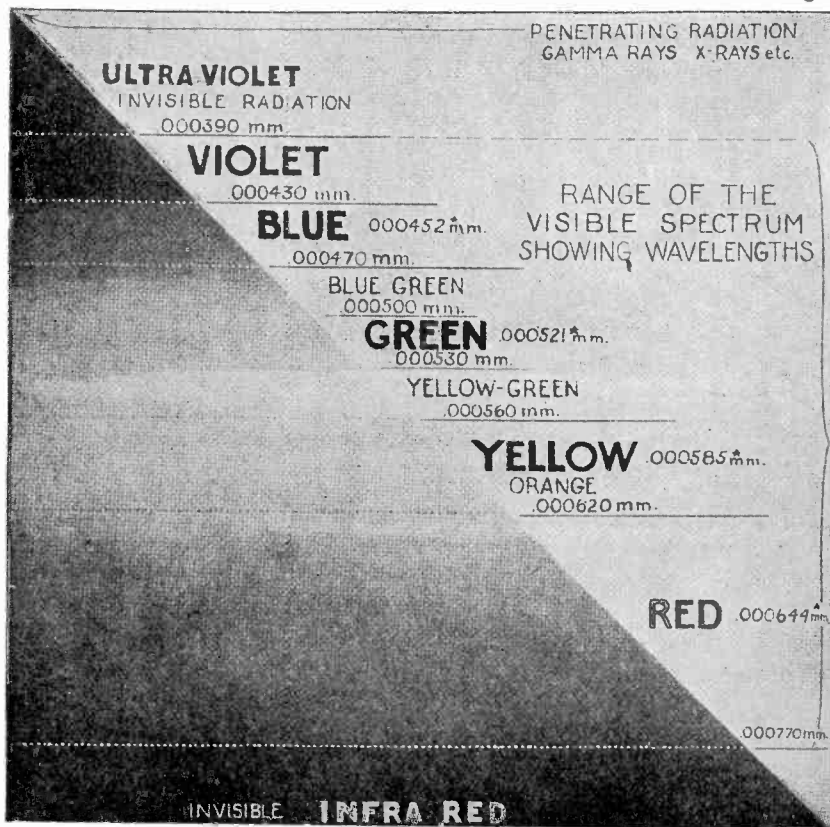 PENETRATING RADIATION
GAMMA RAYS X-RAYS etc.
ULTRA-VIOLET
INVISIBLE RADIATION
.000390 mm.
VIOLET
.000430 mm.
RANGE OF THE
VISIBLE SPECTRUM
SHOWING WAVELENGTHS
BLUE .000452*mm.
.000470 mm.
BLUE GREEN
.000500 mm.
GREEN .000521*mm.
.000530 mm.
YELLOW-GREEN
.000560 mm.
YELLOW .000585*mm.
ORANGE
.000620 mm.
RED .000644*mm.
.000770 mm.
INVISIBLE INFRA RED